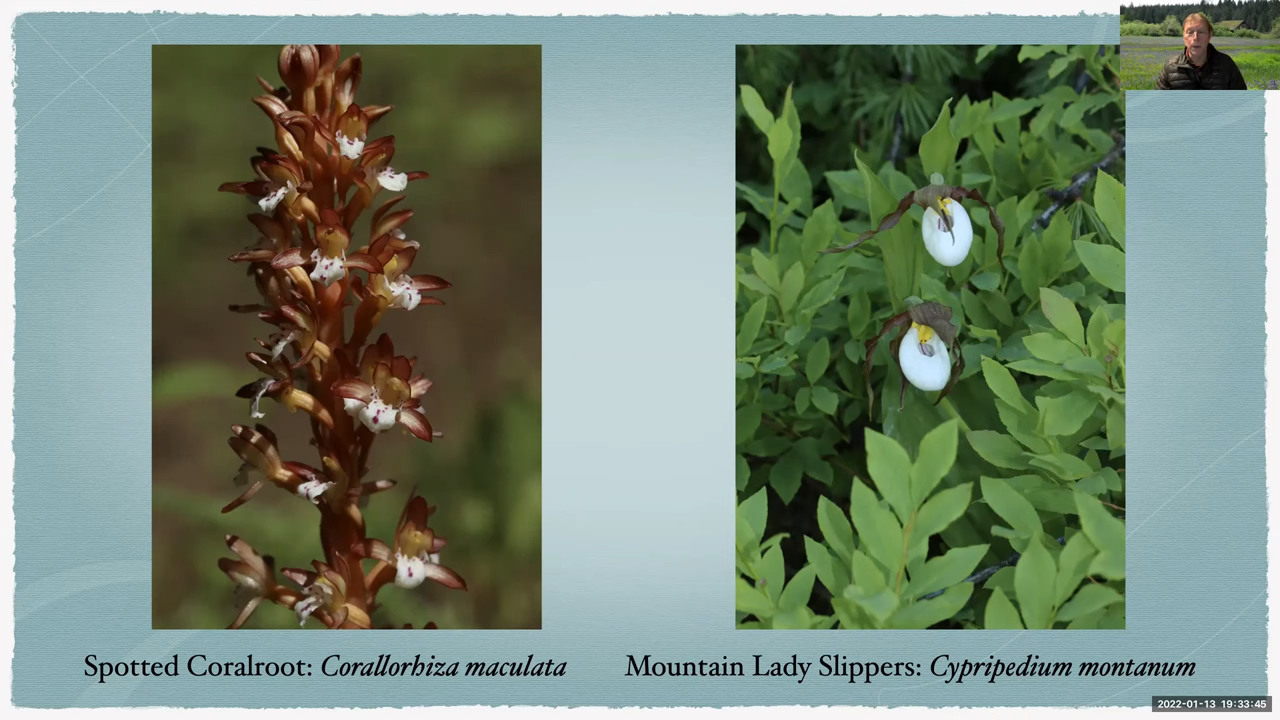 Spotted Coralroot: Corallorhiza maculata
Mountain Lady Slippers: Cypripedium montanum
2022-01-13 19:33:45